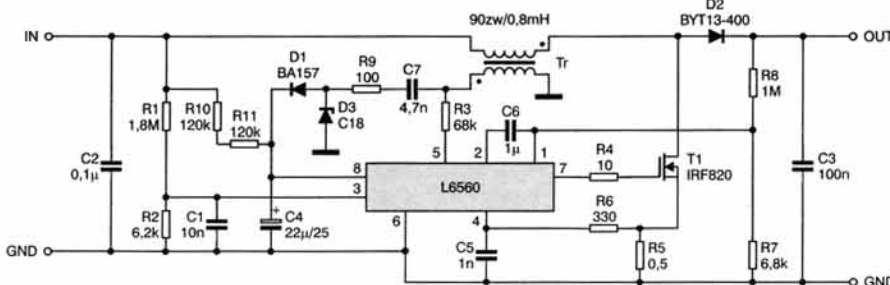 90zw/0,8mH
D2
BYT13-400
IN
OUT
D1
BA157
R9
100
C7
4,7n
Tr
R8
1M
R1
1,8M
R10
120k
R11
120k
D3
C18
R3
68k
C6
1µ
C2
0,1µ
5
2
1
8
3
L6560
7
R4
10
T1
IRF820
C3
100n
R2
6,2k
C1
10n
C4
22µ/25
+
6
4
R6
330
GND
C5
1n
R5
0,5
R7
6,8k
GND